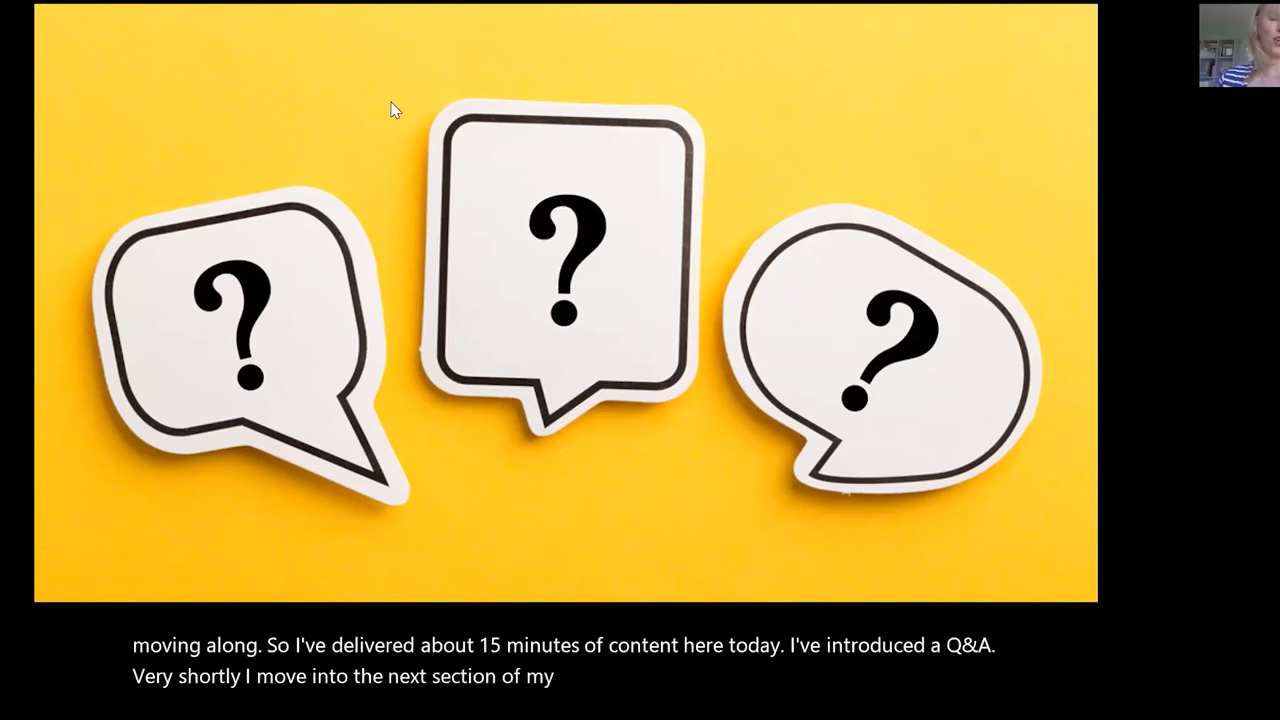 ?
?
?
moving along. So I've delivered about 15 minutes of content here today. I've introduced a Q&A.
Very shortly I move into the next section of my